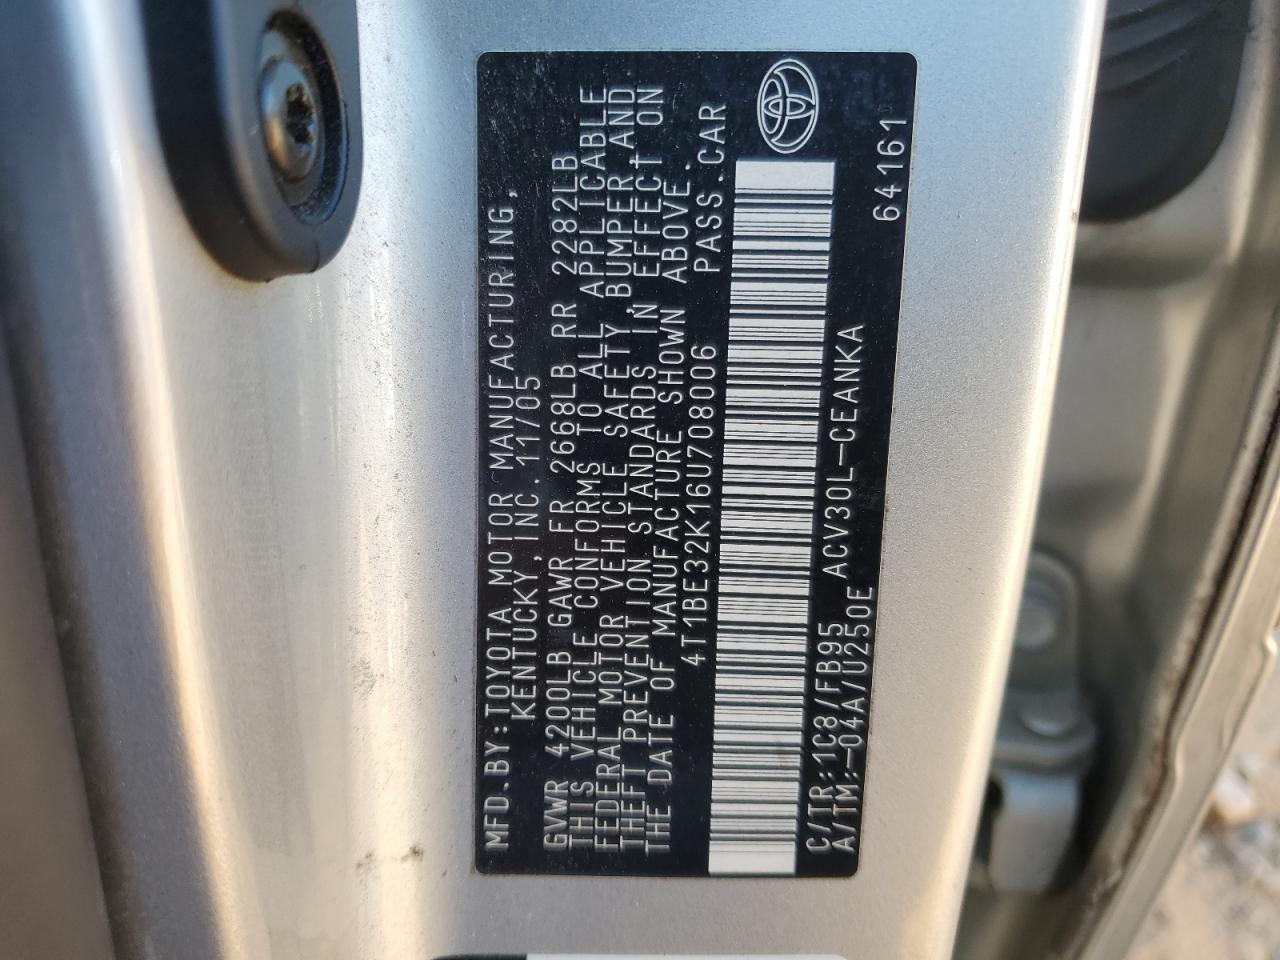 MFD.BY:TOYOTA MOTOR MANUFACTURING,
KENTUCKY,INC.11/05
GVWR 4200LB GAWR FR 2668LB RR 2282LB
THIS VEHICLE CONFORMS TO ALL APPLICABLE
FEDERAL MOTOR VEHICLE SAFETY,BUMPER,AND
THEFT PREVENTION STANDARDS IN EFFECT ON
THE DATE OF MANUFACTURE SHOWN ABOVE.
4T1BE32K16U708006 PASS.CAR
C/TR:1C8/FB95 ACV30L-CEANKA
A/TM:-04A/U250E 64161